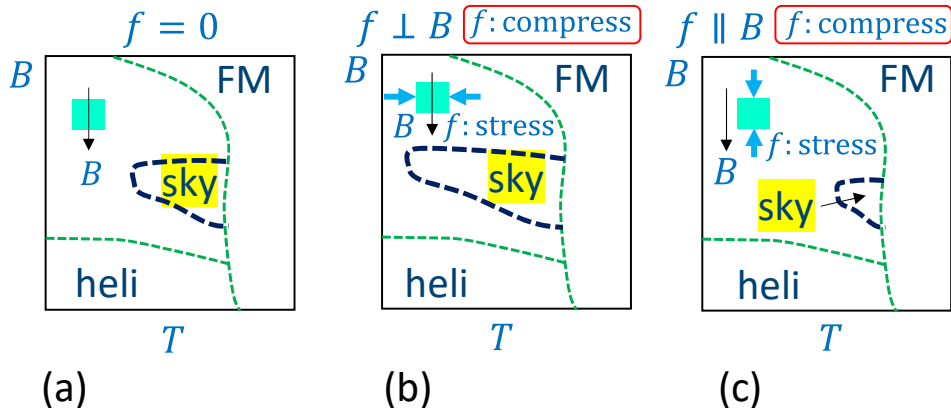 f = 0
B
FM
B
sky
heli
T
(a)
f ⊥ B f : compress
B
FM
B f : stress
sky
heli
T
(b)
f ∥ B f : compress
B
FM
f : stress
B
sky
heli
T
(c)